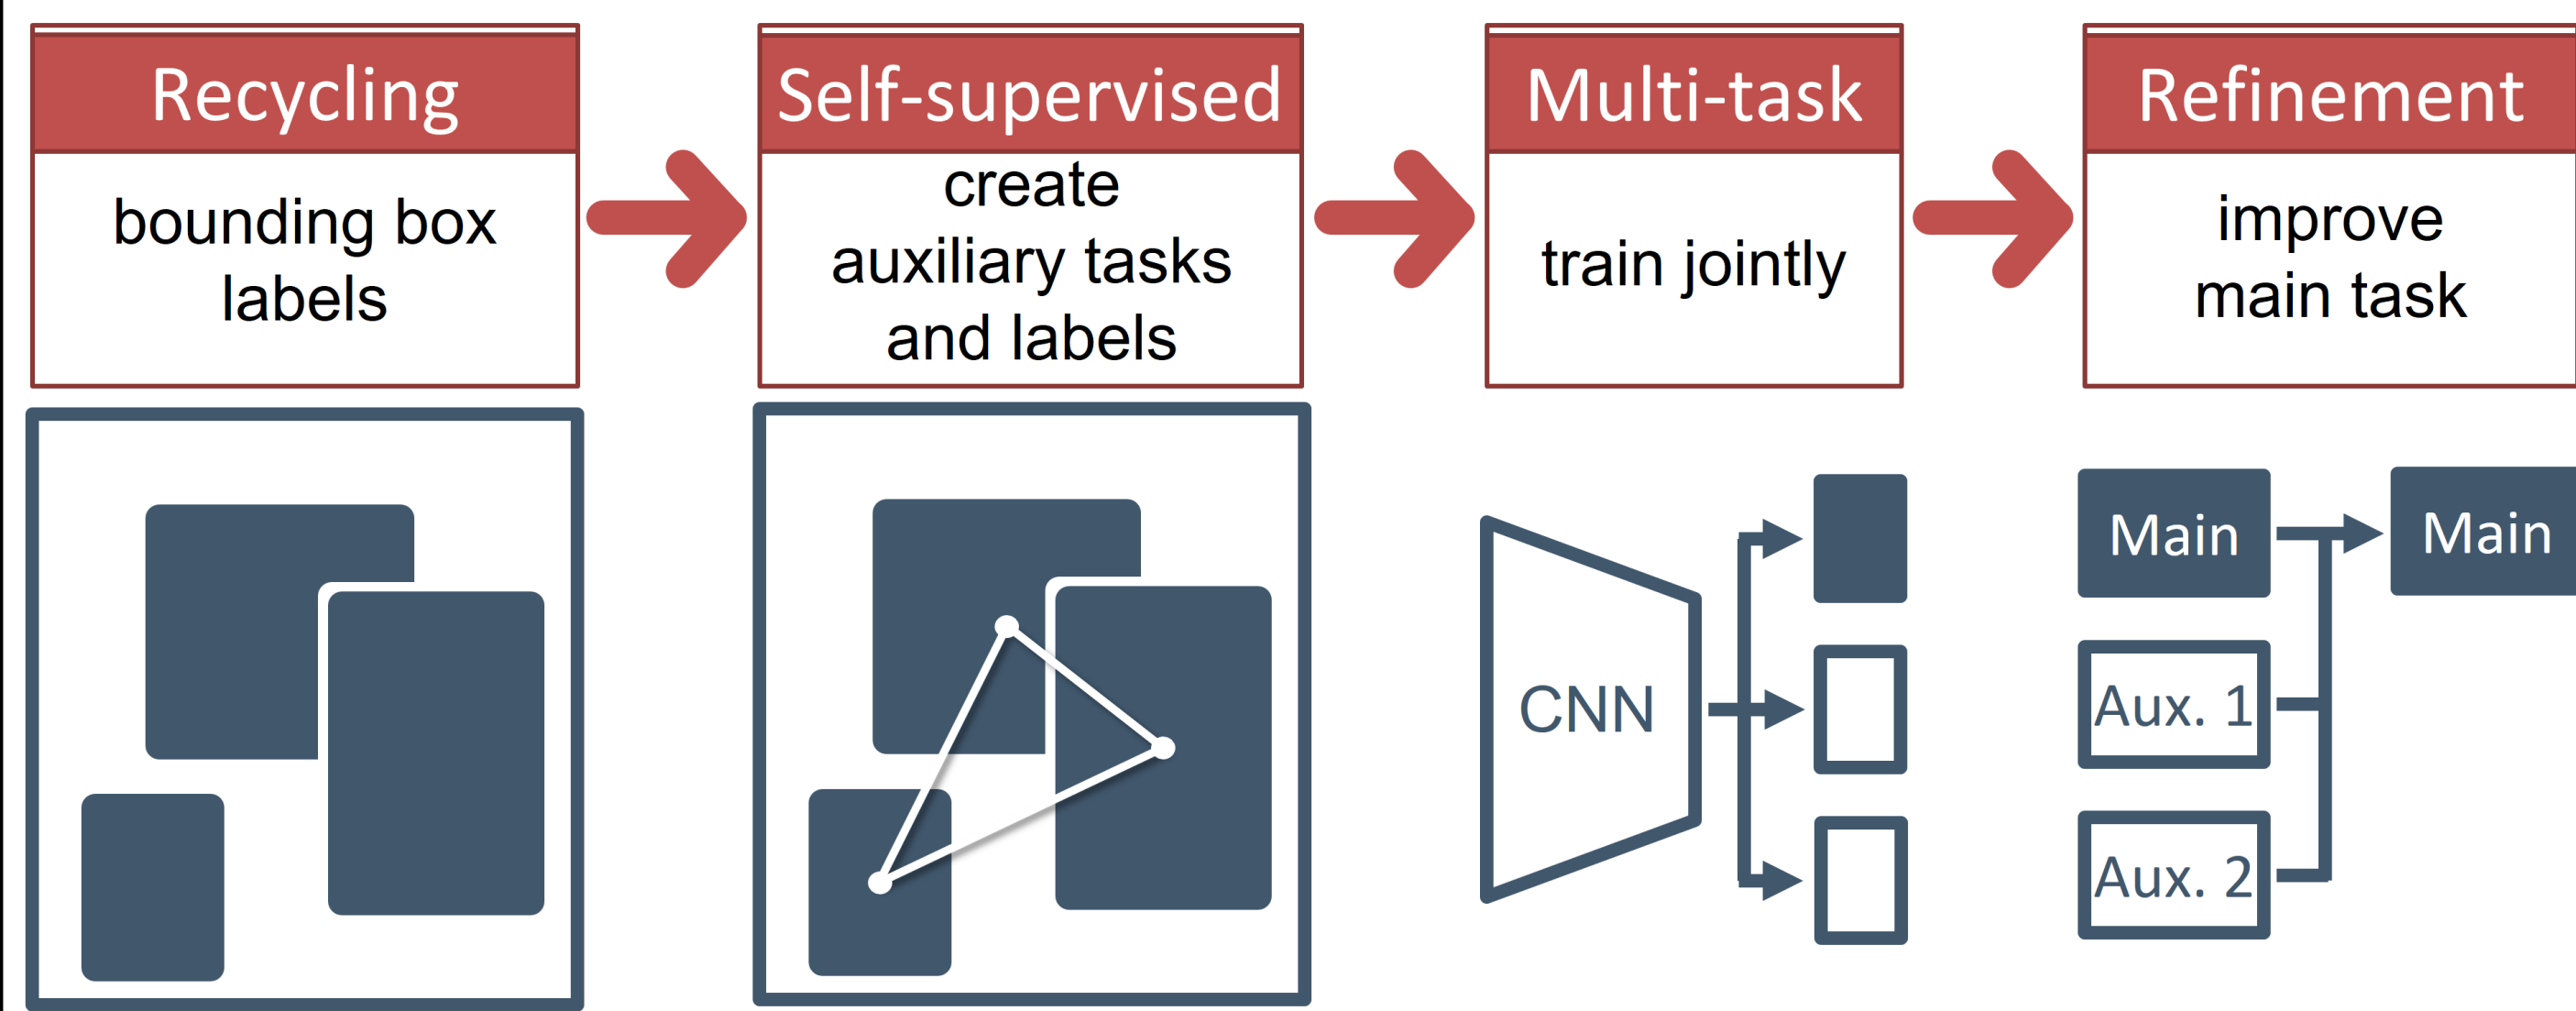 Recycling
bounding box
labels
Self-supervised
create
auxiliary tasks
and labels
Multi-task
train jointly
Refinement
improve
main task
CNN
Main
Main
Aux. 1
Aux. 2